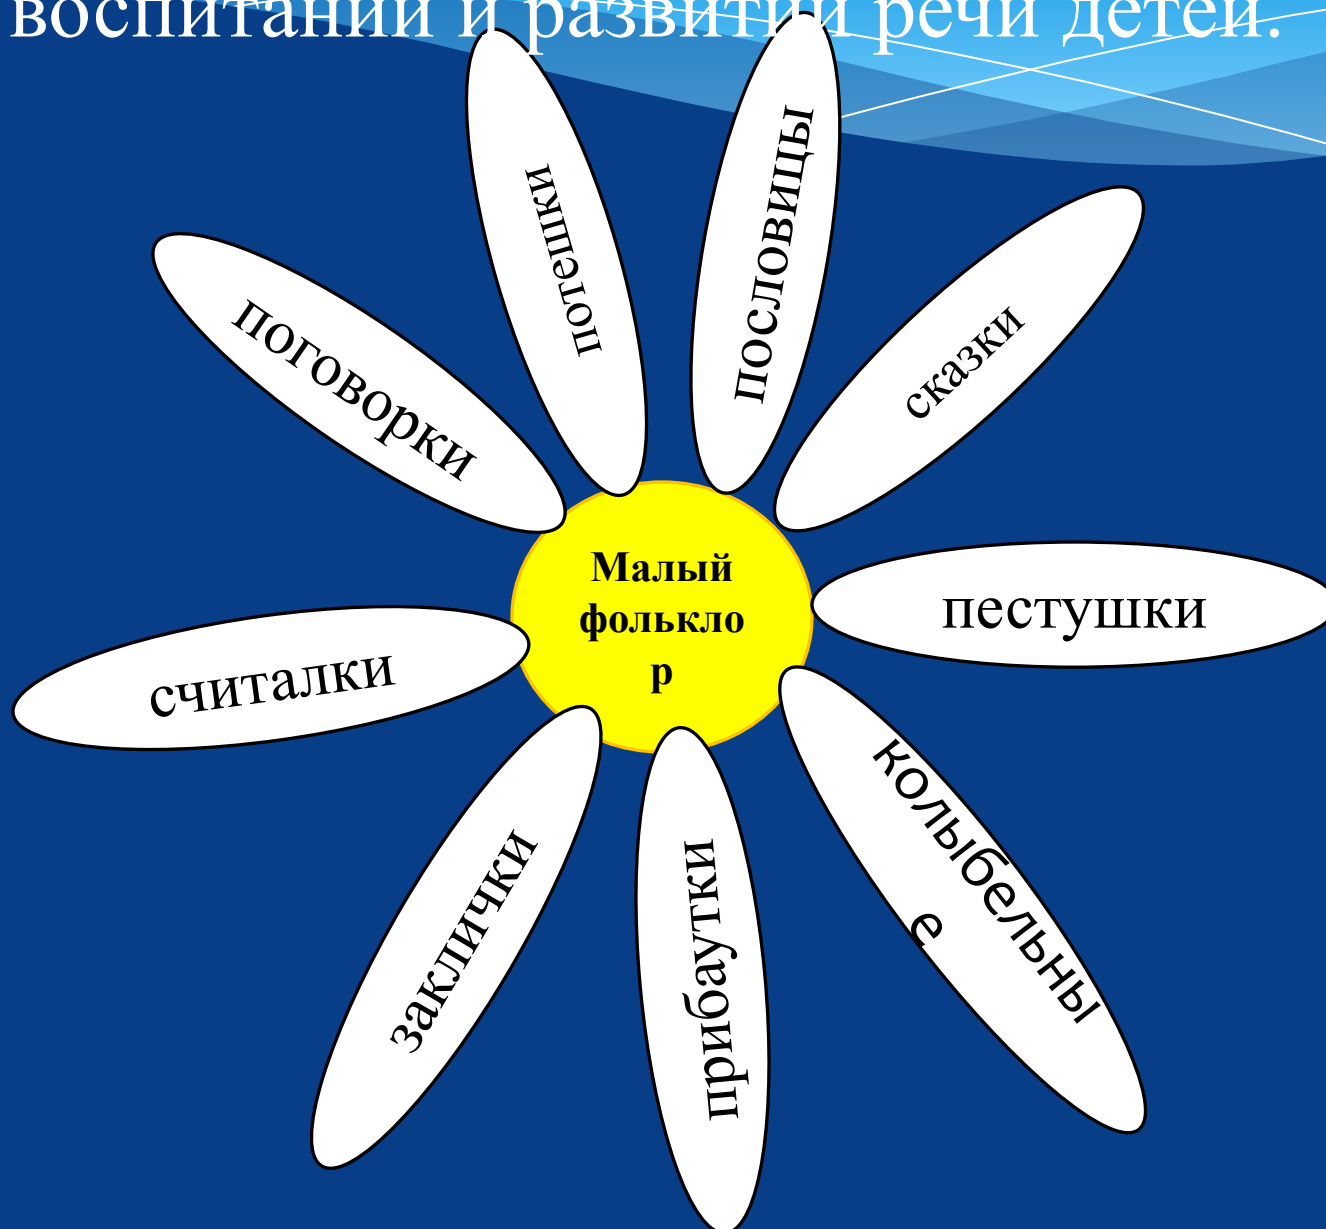 воспитании и развитии речи детей.
потешки
пословицы
поговорки
сказки
Малый
фолькло
р
пестушки
считалки
колыбельны
е
заклички
прибаутки